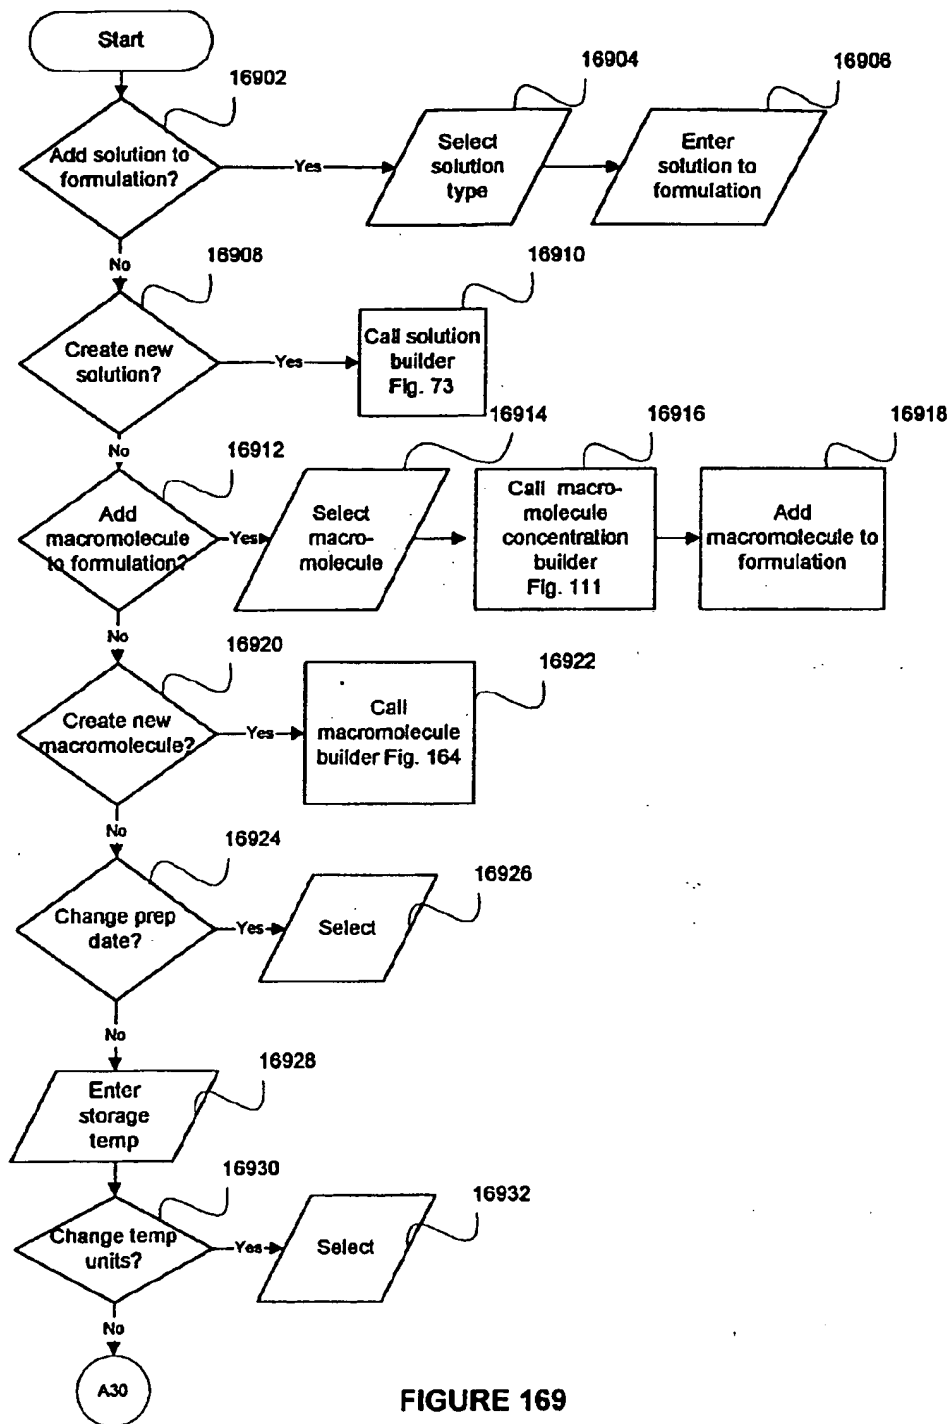 Start
16902
16904
16906
Add solution to
formulation?
Yes
Select
solution
type
Enter
solution to
formulation
No
16908
16910
Create new
solution?
Yes
Call solution
builder
Fig. 73
No
16912
16914
16916
16918
Add
macromolecule
to formulation?
Yes
Select
macro-
molecule
Call macro-
molecule
concentration
builder
Fig. 111
Add
macromolecule to
formulation
No
16920
16922
Create new
macromolecule?
Yes
Call
macromolecule
builder Fig. 164
No
16924
16926
Change prep
date?
Yes
Select
No
16928
Enter
storage
temp
16930
16932
Change temp
units?
Yes
Select
No
A30
FIGURE 169